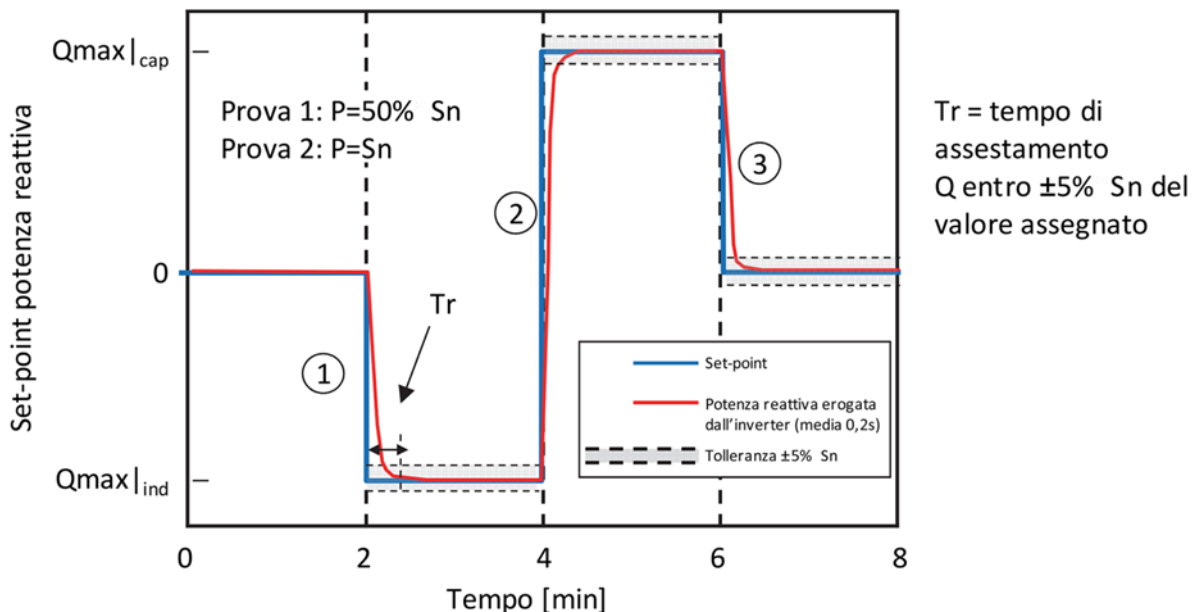 Qmax|cap
Prova 1: P=50% Sn
Prova 2: P=Sn
Tr = tempo di
assestamento
Q entro ±5% Sn del
valore assegnato
Set-point potenza reattiva
3
2
0
Tr
1
Set-point
Potenza reattiva erogata
dall'inverter (media 0,2s)
Tolleranza ±5% Sn
Qmax|ind
0
2
4
6
8
Tempo [min]